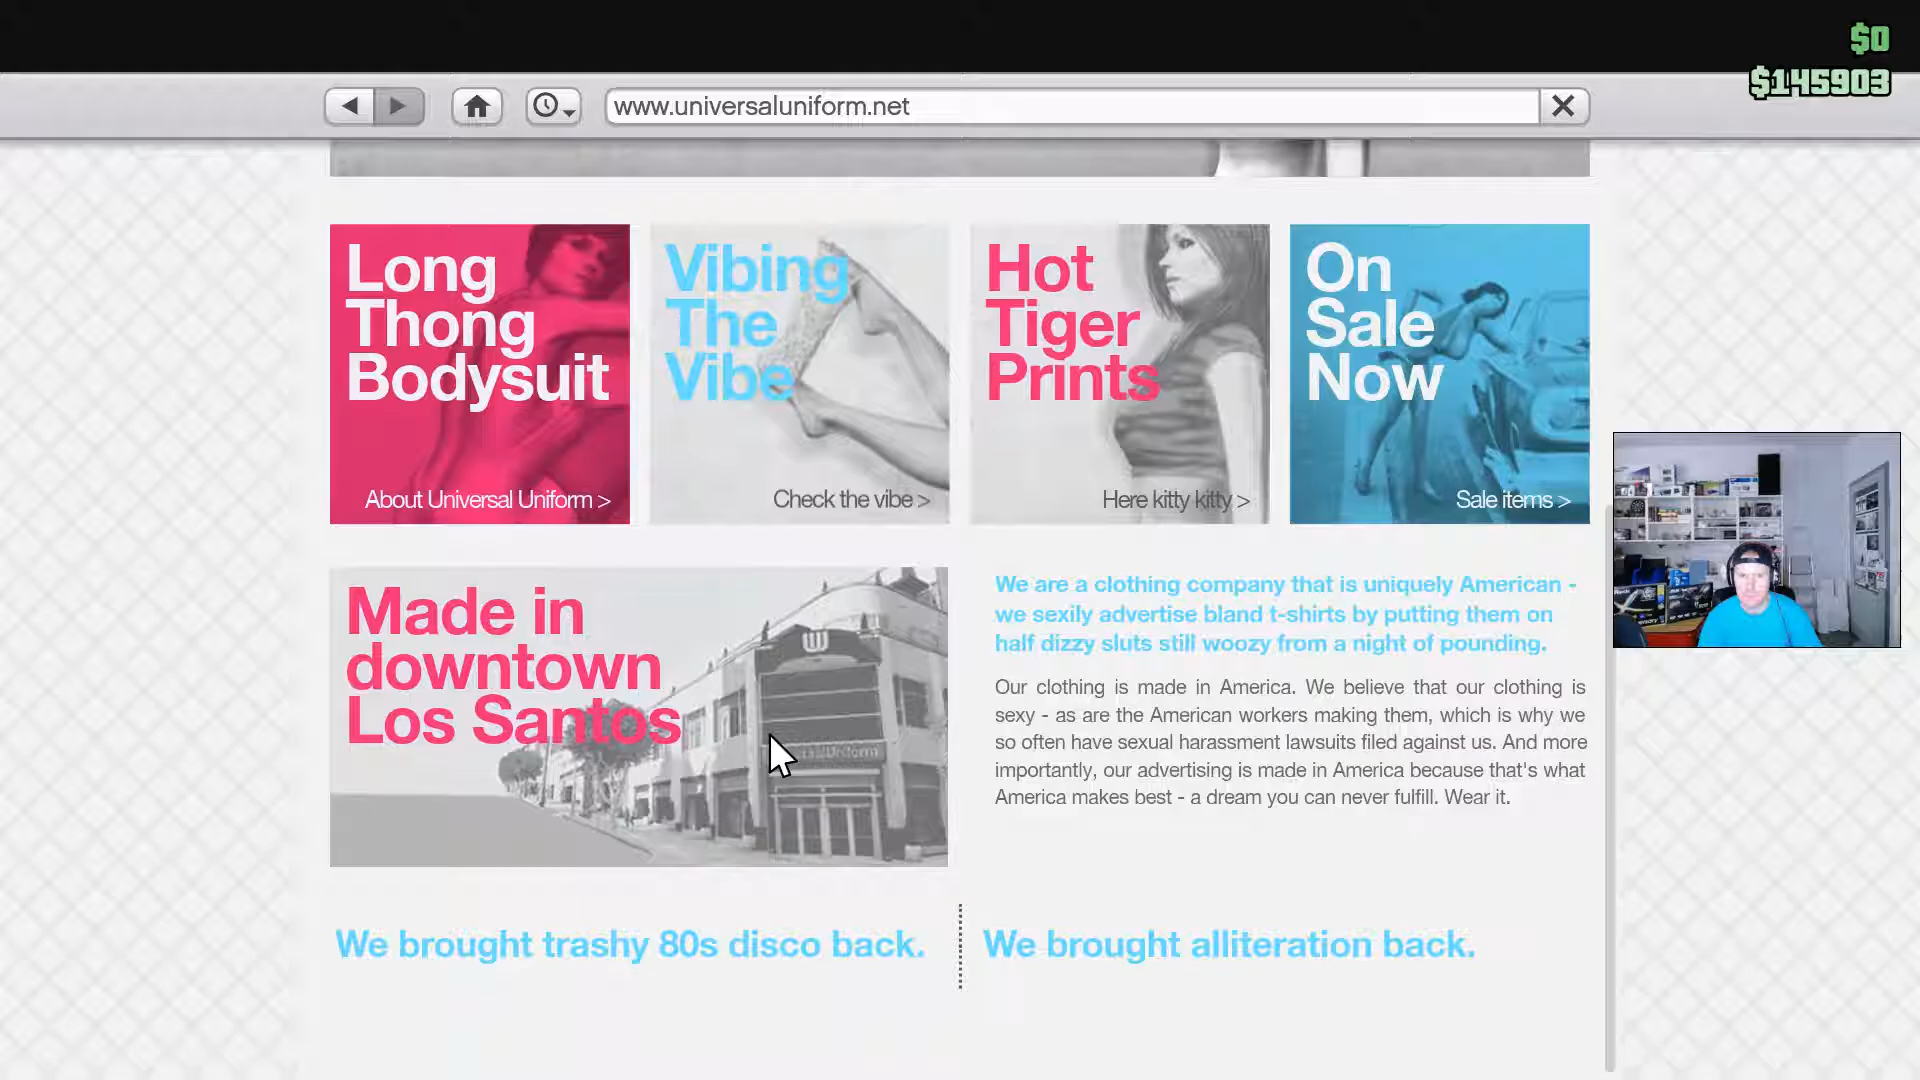 $0
$145903
www.universaluniform.net
Long
Thong
Bodysuit
About Universal Uniform >
Vibing
The
Vibe
Check the vibe >
Hot
Tiger
Prints
Here kitty kitty >
On
Sale
Now
Sale items >
Made in
downtown
Los Santos
We are a clothing company that is uniquely American -
we sexily advertise bland t-shirts by putting them on
half dizzy sluts still woozy from a night of pounding.
Our clothing is made in America. We believe that our clothing is
sexy - as are the American workers making them, which is why we
so often have sexual harassment lawsuits filed against us. And more
importantly, our advertising is made in America because that's what
America makes best - a dream you can never fulfill. Wear it.
We brought trashy 80s disco back.
We brought alliteration back.